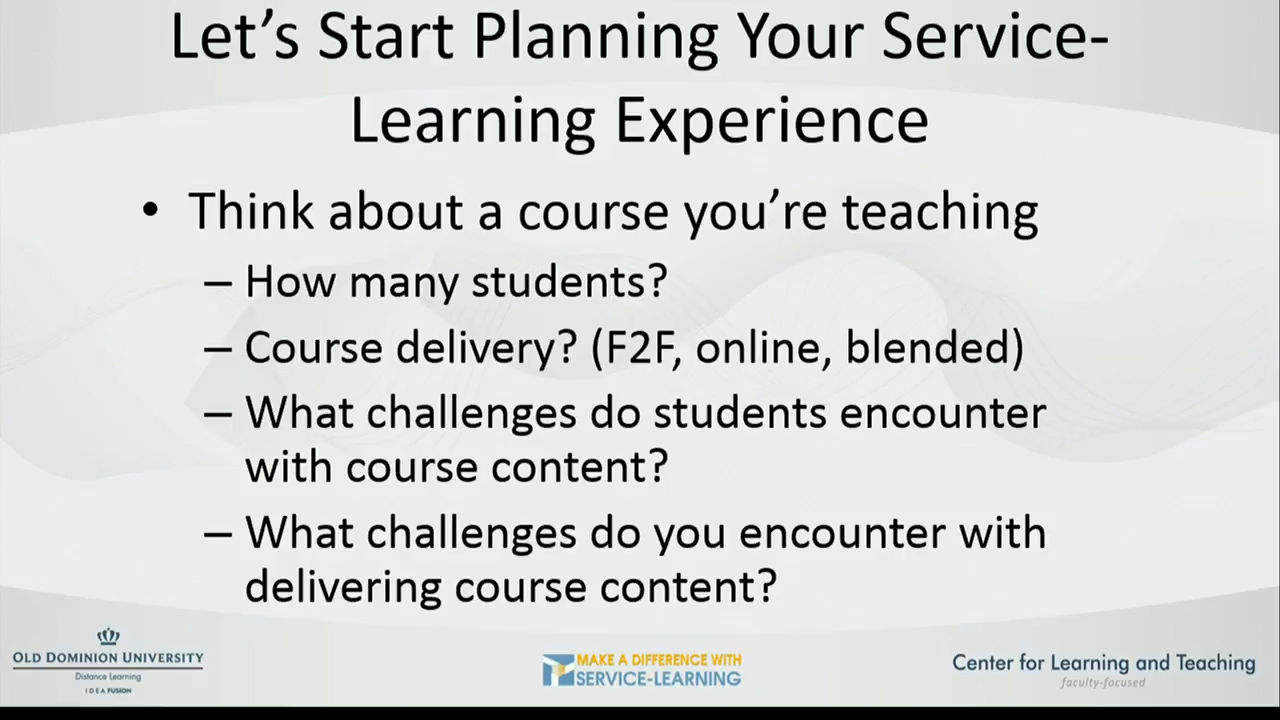 Let’s Start Planning Your Service-
Learning Experience
• Think about a course you’re teaching
– How many students?
– Course delivery? (F2F, online, blended)
– What challenges do students encounter
with course content?
– What challenges do you encounter with
delivering course content?
OLD DOMINION UNIVERSITY
Distance Learning
IDEA FUSION
MAKE A DIFFERENCE WITH
SERVICE-LEARNING
Center for Learning and Teaching
faculty-focused